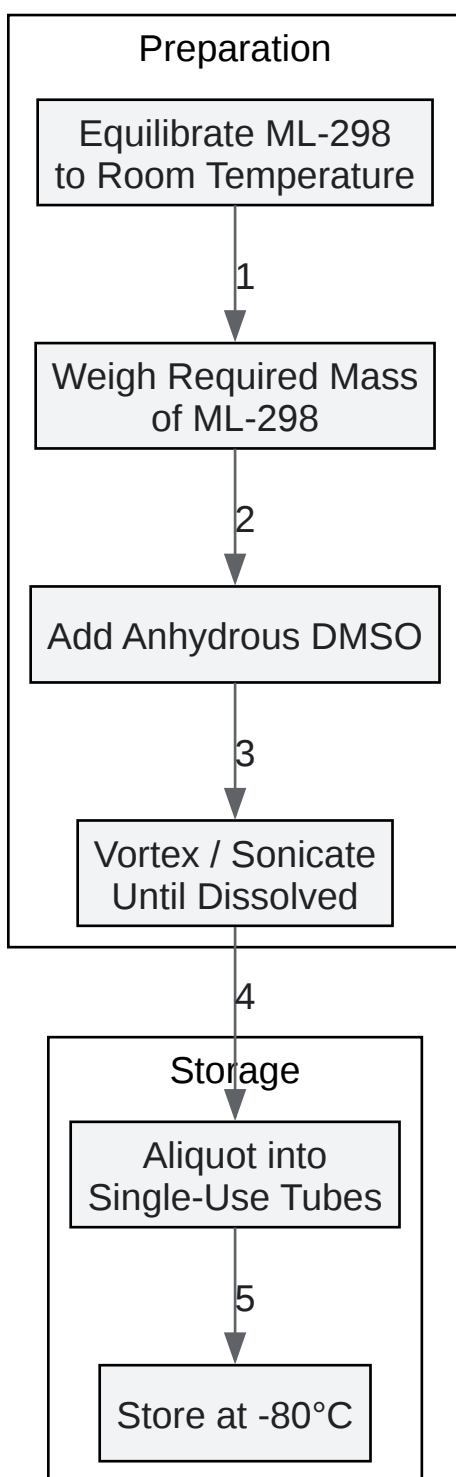 Preparation
Equilibrate ML-298
to Room Temperature
1
Weigh Required Mass
of ML-298
2
Add Anhydrous DMSO
3
Vortex / Sonicate
Until Dissolved
4
Storage
Aliquot into
Single-Use Tubes
5
Store at -80°C